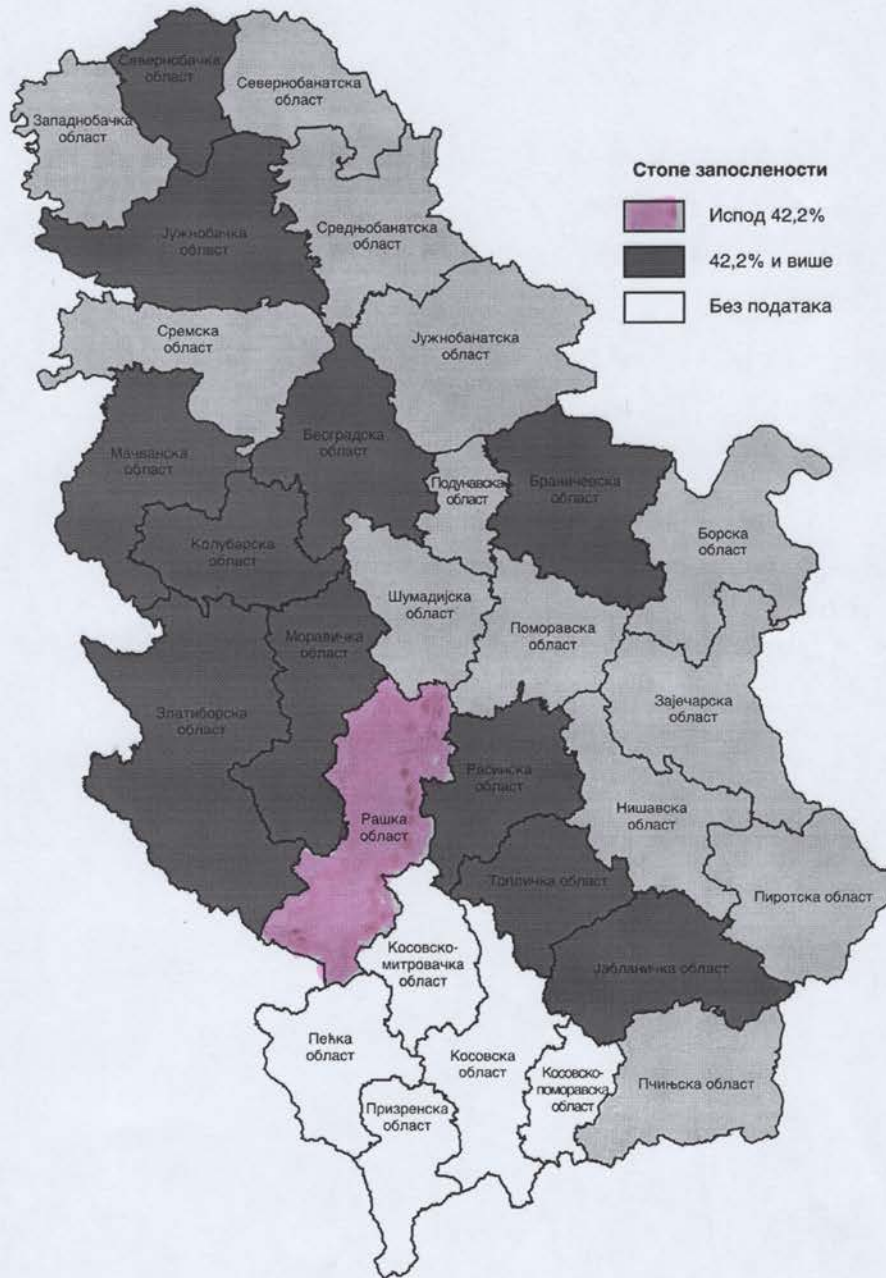 Севернобачка
област
Севернобанатска
област
Западнобачка
област
Стопе запослености
Испод 42,2%
42,2% и више
Без података
Јужнобачка
област
Средњобанатска
област
Сремска
област
Јужнобанатска
област
Београдска
област
Мачванска
област
Подунавска
област
Браничевска
област
Борска
област
Колубарска
област
Шумадијска
област
Поморавска
област
Моравичка
област
Зајечарска
област
Златиборска
област
Расинска
област
Рашка
област
Нишавска
област
Топличка област
Пиротска област
Косовско-
митровачка
област
Јабланичка област
Пећка
област
Косовска
област
Косовско-
поморавска
област
Пчињска област
Призренска
област